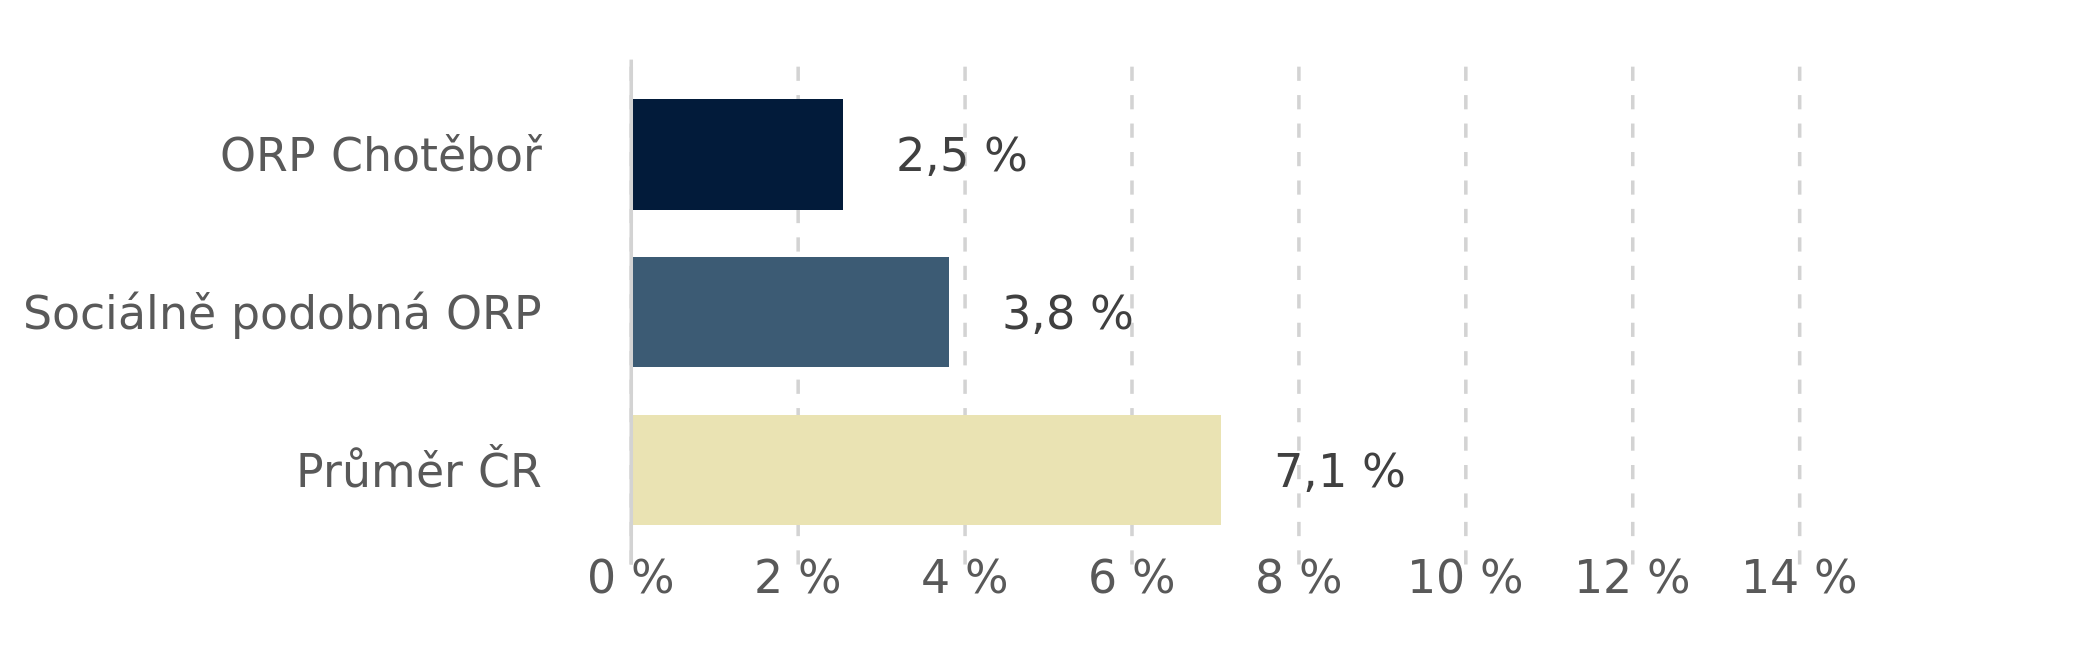 ORP Chotěboř 2,5 %
Sociálně podobná ORP 3,8 %
Průměr ČR 7,1 %
0 % 2 % 4 % 6 % 8 % 10 % 12 % 14 %